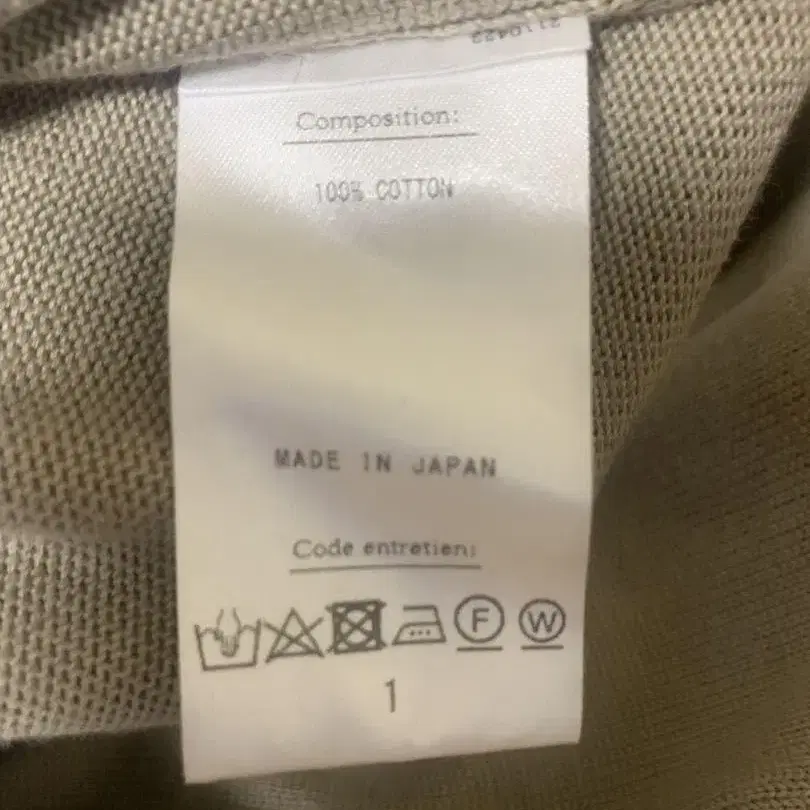 Composition:
100% COTTON
MADE IN JAPAN
Code entretien:
F W
1